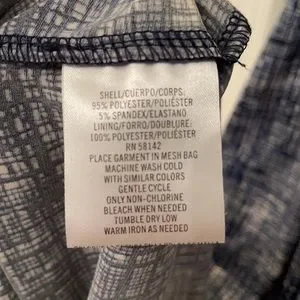 SHELL/CUERPO/CORPS:
95% POLYESTER/POLIÉSTER
5% SPANDEX/ELASTANO
LINING/FORRO/DOUBLURE:
100% POLYESTER/POLIÉSTER
RN 58142
PLACE GARMENT IN MESH BAG
MACHINE WASH COLD
WITH SIMILAR COLORS
GENTLE CYCLE
ONLY NON-CHLORINE
BLEACH WHEN NEEDED
TUMBLE DRY LOW
WARM IRON AS NEEDED